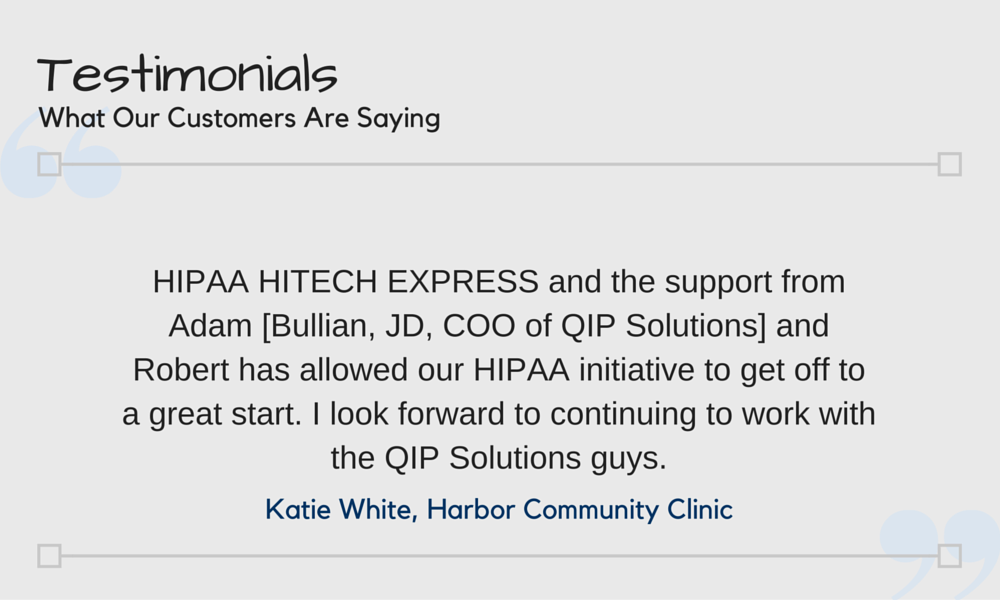 Testimonials
What Our Customers Are Saying
HIPAA HITECH EXPRESS and the support from
Adam [Bullian, JD, COO of QIP Solutions] and
Robert has allowed our HIPAA initiative to get off to
a great start. I look forward to continuing to work with
the QIP Solutions guys.
Katie White, Harbor Community Clinic